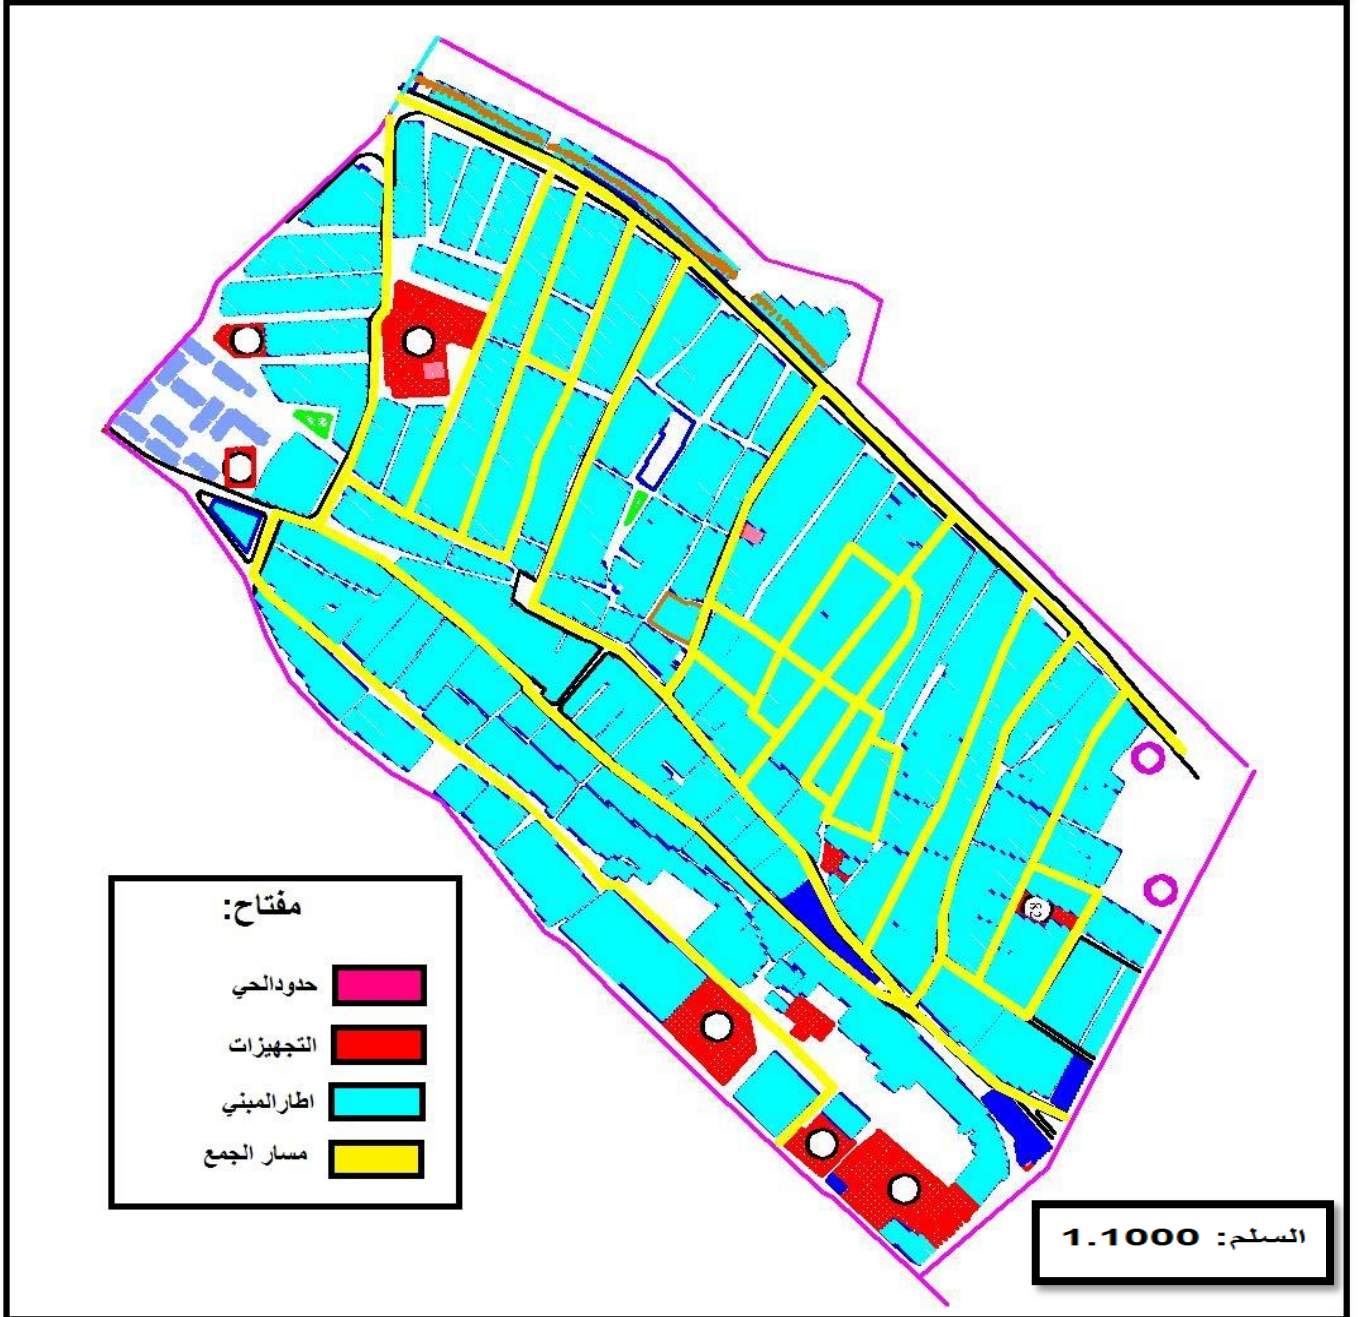 مفتاح:
حدودالحي
التجهيزات
اطارالمبني
مسار الجمع
السلم: 1.1000